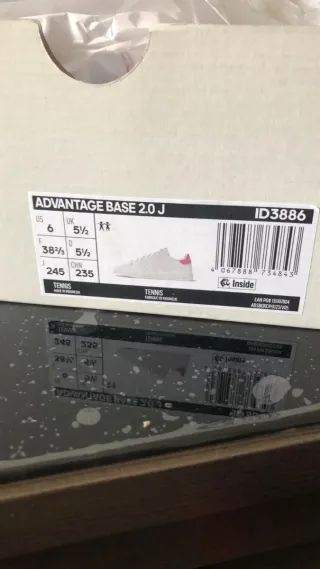 ADVANTAGE BASE 2.0 J
ID3886
US UK
6 5½
F D
38⅔ 5½
J CHN
245 235
TENNIS
TENNIS
4 067888 734843
Inside